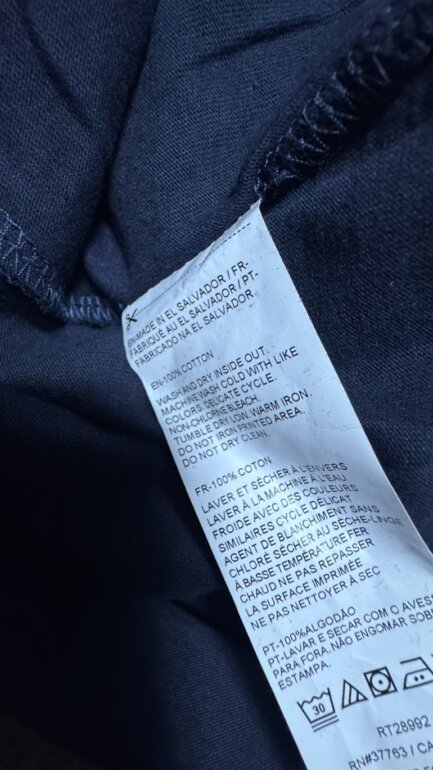 EN-MADE IN EL SALVADOR / FR-
FABRIQUÉ AU EL SALVADOR / PT-
FABRICADO NA EL SALVADOR.
EN-100% COTTON
WASH AND DRY INSIDE OUT.
MACHINE WASH COLD WITH LIKE
COLORS. DELICATE CYCLE.
NON-CHLORINE BLEACH.
TUMBLE DRY LOW. WARM IRON.
DO NOT IRON PRINTED AREA.
DO NOT DRY CLEAN.
FR-100% COTON
LAVER ET SÉCHER À L'ENVERS
LAVER À LA MACHINE À L'EAU
FROIDE AVEC DES COULEURS
SIMILAIRES CYCLE DÉLICAT
AGENT DE BLANCHIMENT SANS
CHLORE SÉCHER AU SÈCHE-LINGE
À BASSE TEMPÉRATURE FER
CHAUD NE PAS REPASSER
LA SURFACE IMPRIMÉE
NE PAS NETTOYER À SEC
PT-100%ALGODÃO
PT-LAVAR E SECAR COM O AVES
PARA FORA. NÃO ENGOMAR SOB
ESTAMPA.
30
RT28992
RN#37763 / CA